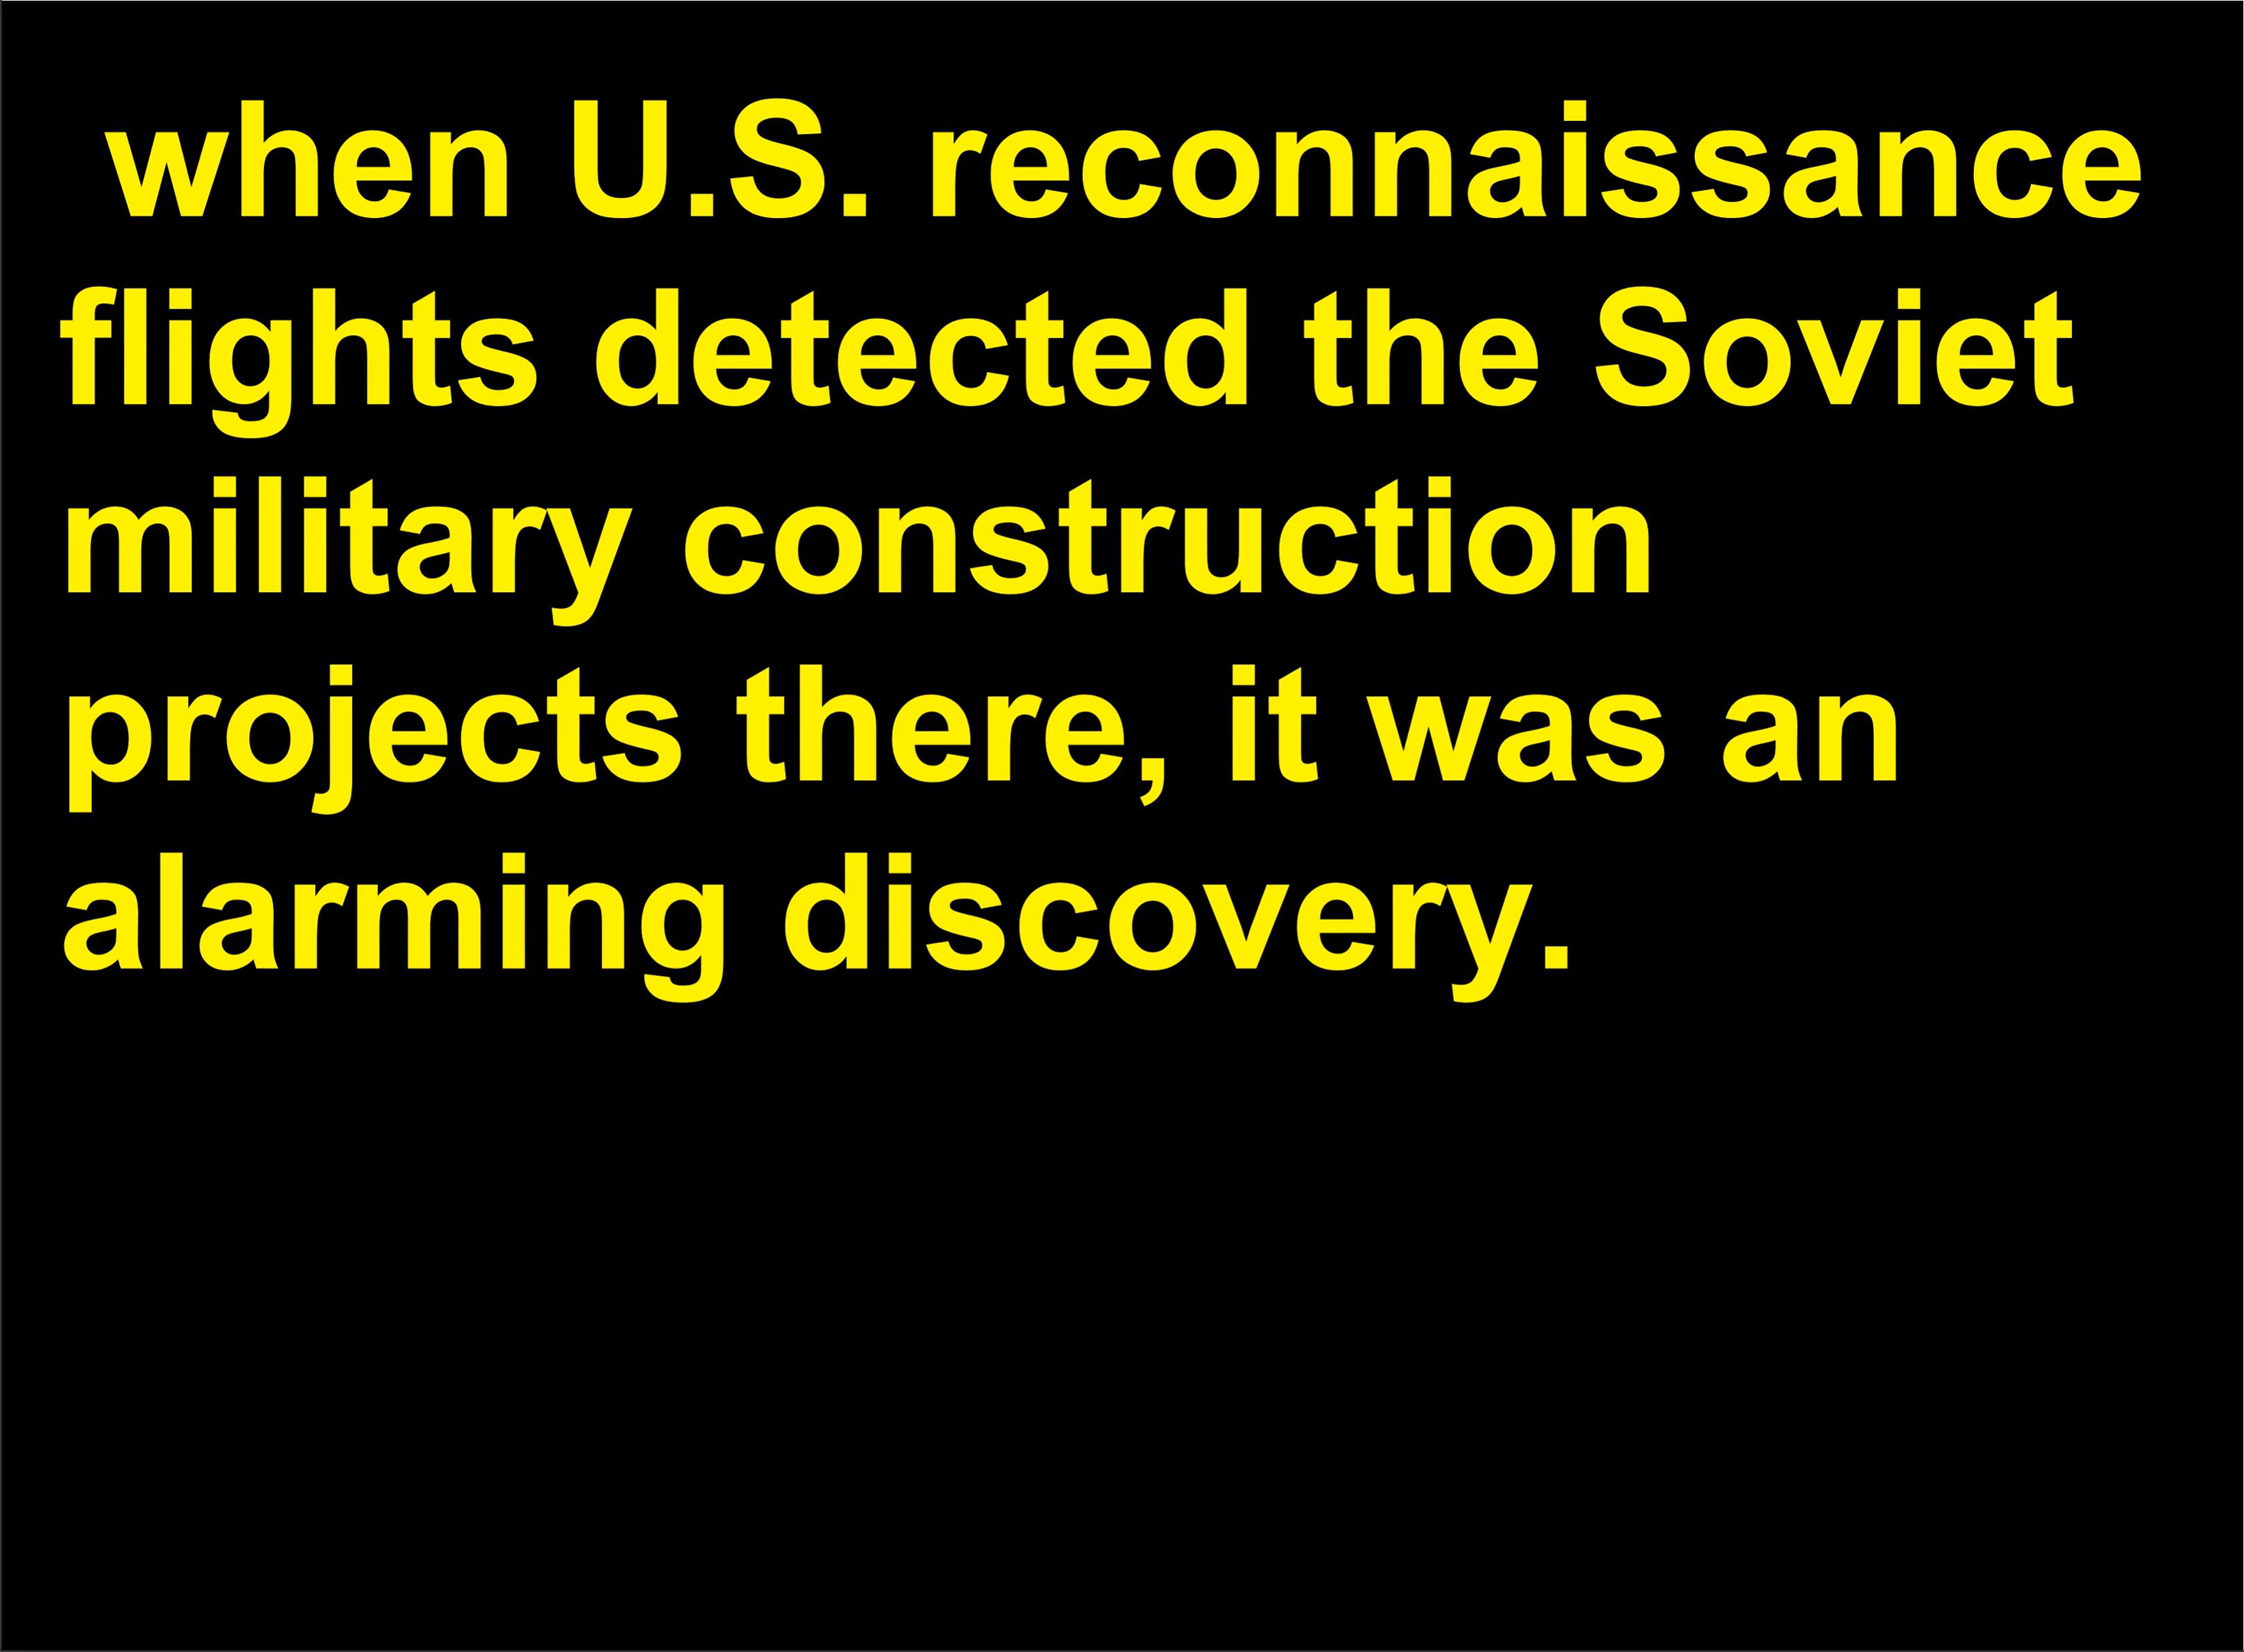 when U.S. reconnaissance
flights detected the Soviet
military construction
projects there, it was an
alarming discovery.